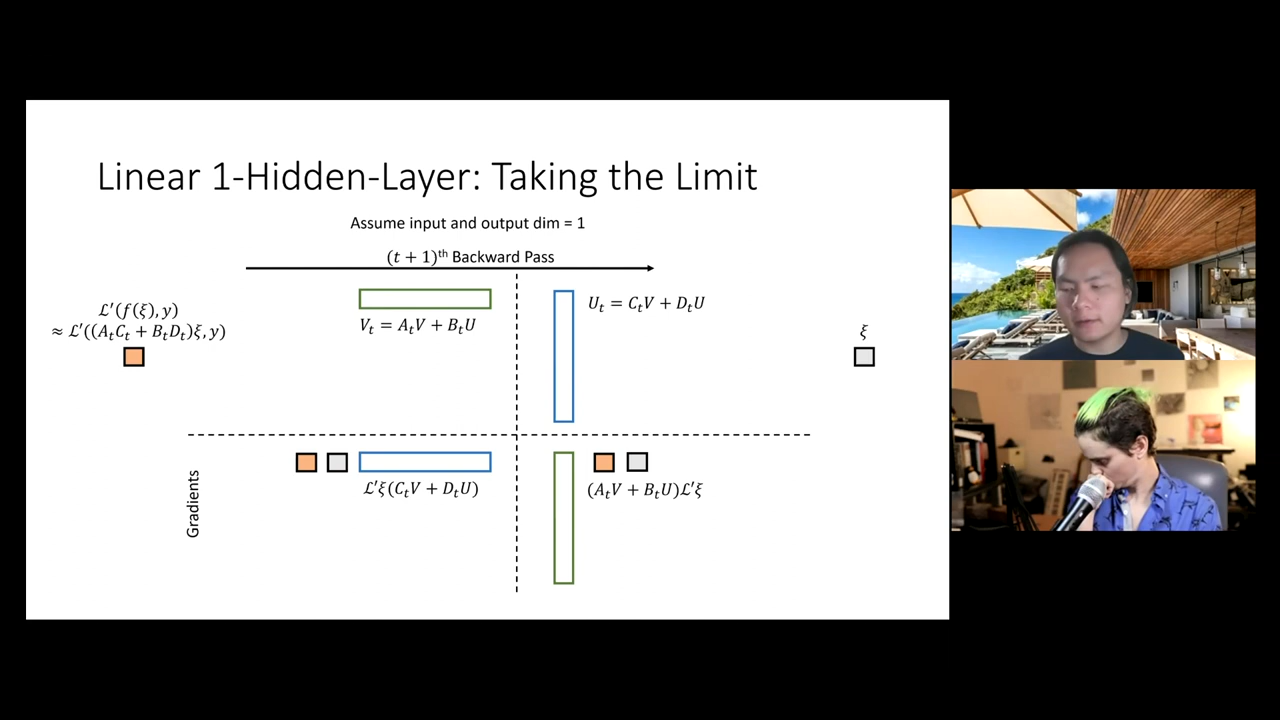 Linear 1-Hidden-Layer: Taking the Limit
Assume input and output dim = 1
(t + 1)ᵗʰ Backward Pass
ℒ′(f(ξ), y)
≈ ℒ′((AₜCₜ + BₜDₜ)ξ, y)
Vₜ = AₜV + BₜU
Uₜ = CₜV + DₜU
ξ
Gradients
ℒ′ξ(CₜV + DₜU)
(AₜV + BₜU)ℒ′ξ